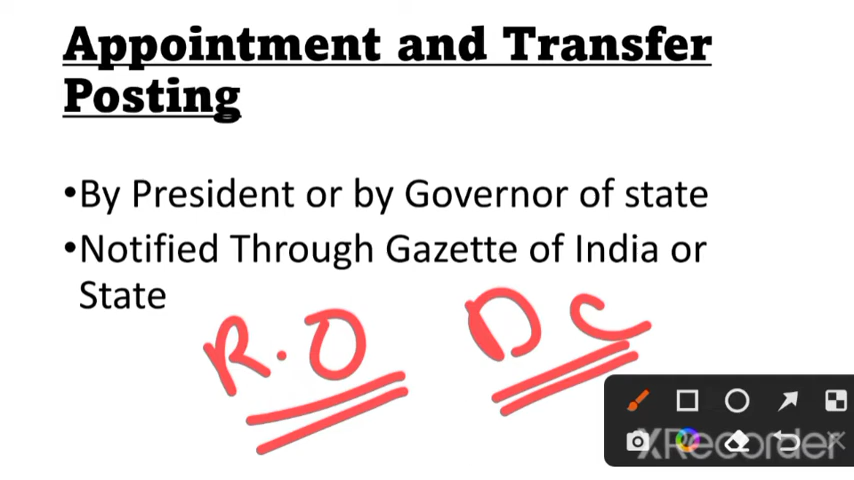 Appointment and Transfer
Posting
•By President or by Governor of state
•Notified Through Gazette of India or
State
R.O DC
XRecorder